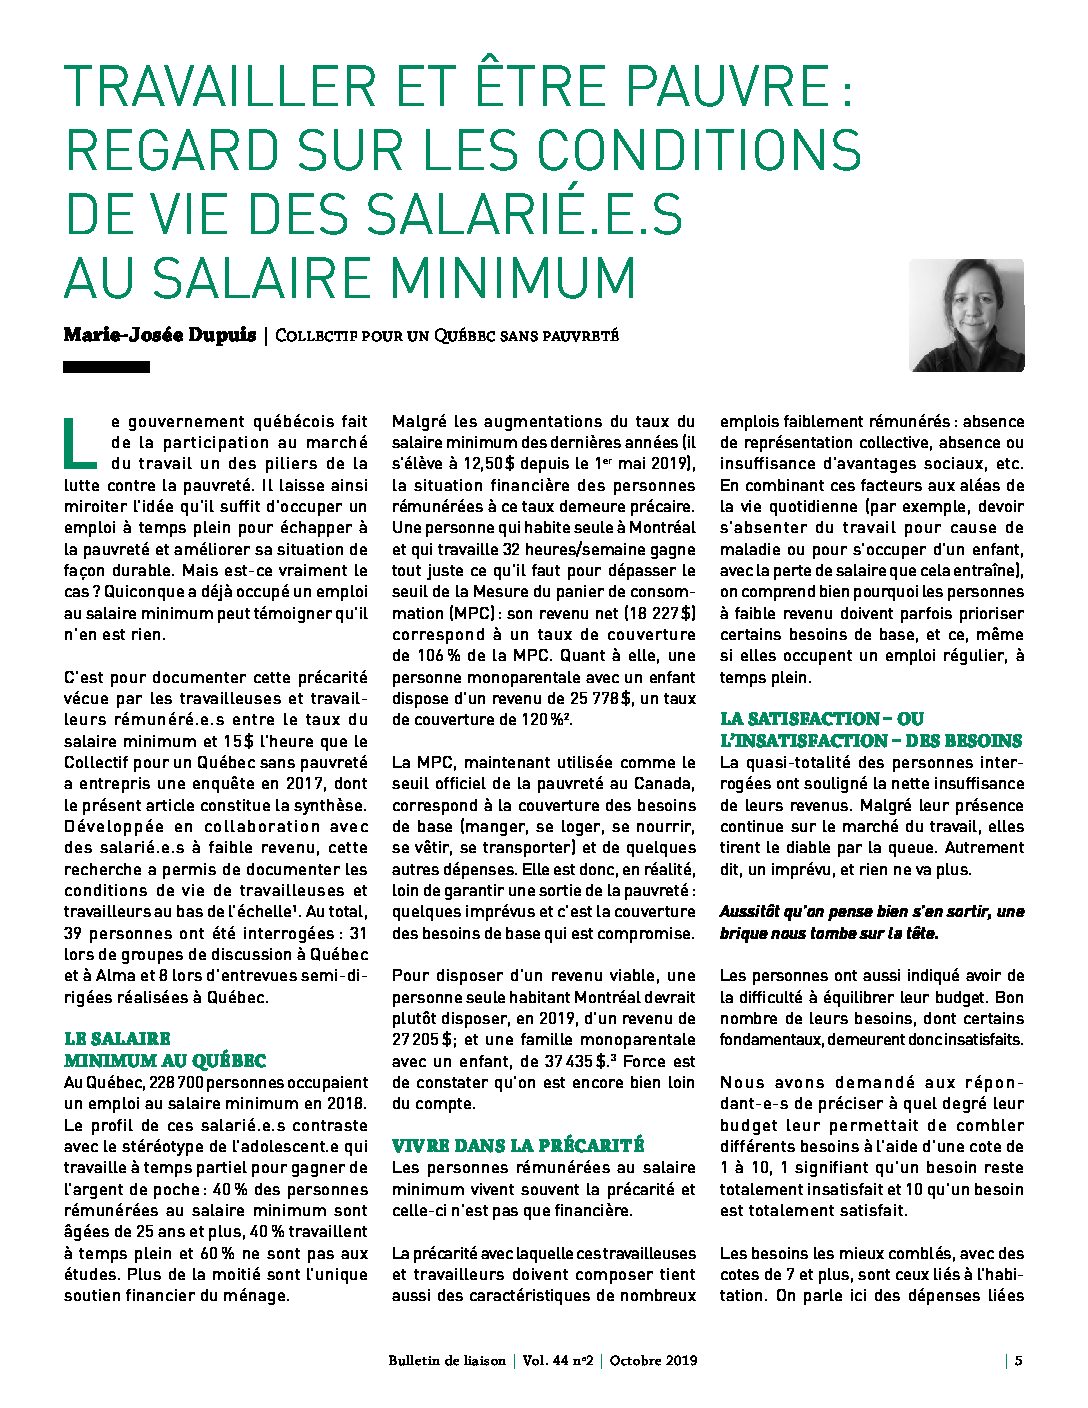 TRAVAILLER ET ÊTRE PAUVRE :
REGARD SUR LES CONDITIONS
DE VIE DES SALARIÉ.E.S
AU SALAIRE MINIMUM
Marie-Josée Dupuis | COLLECTIF POUR UN QUÉBEC SANS PAUVRETÉ
Le gouvernement québécois fait
de la participation au marché
du travail un des piliers de la
lutte contre la pauvreté. Il laisse ainsi
miroiter l'idée qu'il suffit d'occuper un
emploi à temps plein pour échapper à
la pauvreté et améliorer sa situation de
façon durable. Mais est-ce vraiment le
cas ? Quiconque a déjà occupé un emploi
au salaire minimum peut témoigner qu'il
n'en est rien.
C'est pour documenter cette précarité
vécue par les travailleuses et travail-
leurs rémunéré.e.s entre le taux du
salaire minimum et 15 $ l'heure que le
Collectif pour un Québec sans pauvreté
a entrepris une enquête en 2017, dont
le présent article constitue la synthèse.
Développée en collaboration avec
des salarié.e.s à faible revenu, cette
recherche a permis de documenter les
conditions de vie de travailleuses et
travailleurs au bas de l'échelle¹. Au total,
39 personnes ont été interrogées : 31
lors de groupes de discussion à Québec
et à Alma et 8 lors d'entrevues semi-di-
rigées réalisées à Québec.
LE SALAIRE
MINIMUM AU QUÉBEC
Au Québec, 228 700 personnes occupaient
un emploi au salaire minimum en 2018.
Le profil de ces salarié.e.s contraste
avec le stéréotype de l'adolescent.e qui
travaille à temps partiel pour gagner de
l'argent de poche : 40 % des personnes
rémunérées au salaire minimum sont
âgées de 25 ans et plus, 40 % travaillent
à temps plein et 60 % ne sont pas aux
études. Plus de la moitié sont l'unique
soutien financier du ménage.
Malgré les augmentations du taux du
salaire minimum des dernières années (il
s'élève à 12,50 $ depuis le 1er mai 2019),
la situation financière des personnes
rémunérées à ce taux demeure précaire.
Une personne qui habite seule à Montréal
et qui travaille 32 heures/semaine gagne
tout juste ce qu'il faut pour dépasser le
seuil de la Mesure du panier de consom-
mation (MPC) : son revenu net (18 227 $)
correspond à un taux de couverture
de 106 % de la MPC. Quant à elle, une
personne monoparentale avec un enfant
dispose d'un revenu de 25 778 $, un taux
de couverture de 120 %².
La MPC, maintenant utilisée comme le
seuil officiel de la pauvreté au Canada,
correspond à la couverture des besoins
de base (manger, se loger, se nourrir,
se vêtir, se transporter) et de quelques
autres dépenses. Elle est donc, en réalité,
loin de garantir une sortie de la pauvreté :
quelques imprévus et c'est la couverture
des besoins de base qui est compromise.
Pour disposer d'un revenu viable, une
personne seule habitant Montréal devrait
plutôt disposer, en 2019, d'un revenu de
27 205 $; et une famille monoparentale
avec un enfant, de 37 435 $.³ Force est
de constater qu'on est encore bien loin
du compte.
VIVRE DANS LA PRÉCARITÉ
Les personnes rémunérées au salaire
minimum vivent souvent la précarité et
celle-ci n'est pas que financière.
La précarité avec laquelle ces travailleuses
et travailleurs doivent composer tient
aussi des caractéristiques de nombreux
emplois faiblement rémunérés : absence
de représentation collective, absence ou
insuffisance d'avantages sociaux, etc.
En combinant ces facteurs aux aléas de
la vie quotidienne (par exemple, devoir
s'absenter du travail pour cause de
maladie ou pour s'occuper d'un enfant,
avec la perte de salaire que cela entraîne),
on comprend bien pourquoi les personnes
à faible revenu doivent parfois prioriser
certains besoins de base, et ce, même
si elles occupent un emploi régulier, à
temps plein.
LA SATISFACTION – OU
L'INSATISFACTION – DES BESOINS
La quasi-totalité des personnes inter-
rogées ont souligné la nette insuffisance
de leurs revenus. Malgré leur présence
continue sur le marché du travail, elles
tirent le diable par la queue. Autrement
dit, un imprévu, et rien ne va plus.
Aussitôt qu'on pense bien s'en sortir, une
brique nous tombe sur la tête.
Les personnes ont aussi indiqué avoir de
la difficulté à équilibrer leur budget. Bon
nombre de leurs besoins, dont certains
fondamentaux, demeurent donc insatisfaits.
Nous avons demandé aux répon-
dant-e-s de préciser à quel degré leur
budget leur permettait de combler
différents besoins à l'aide d'une cote de
1 à 10, 1 signifiant qu'un besoin reste
totalement insatisfait et 10 qu'un besoin
est totalement satisfait.
Les besoins les mieux comblés, avec des
cotes de 7 et plus, sont ceux liés à l'habi-
tation. On parle ici des dépenses liées
Bulletin de liaison | Vol. 44 nº2 | Octobre 2019
| 5